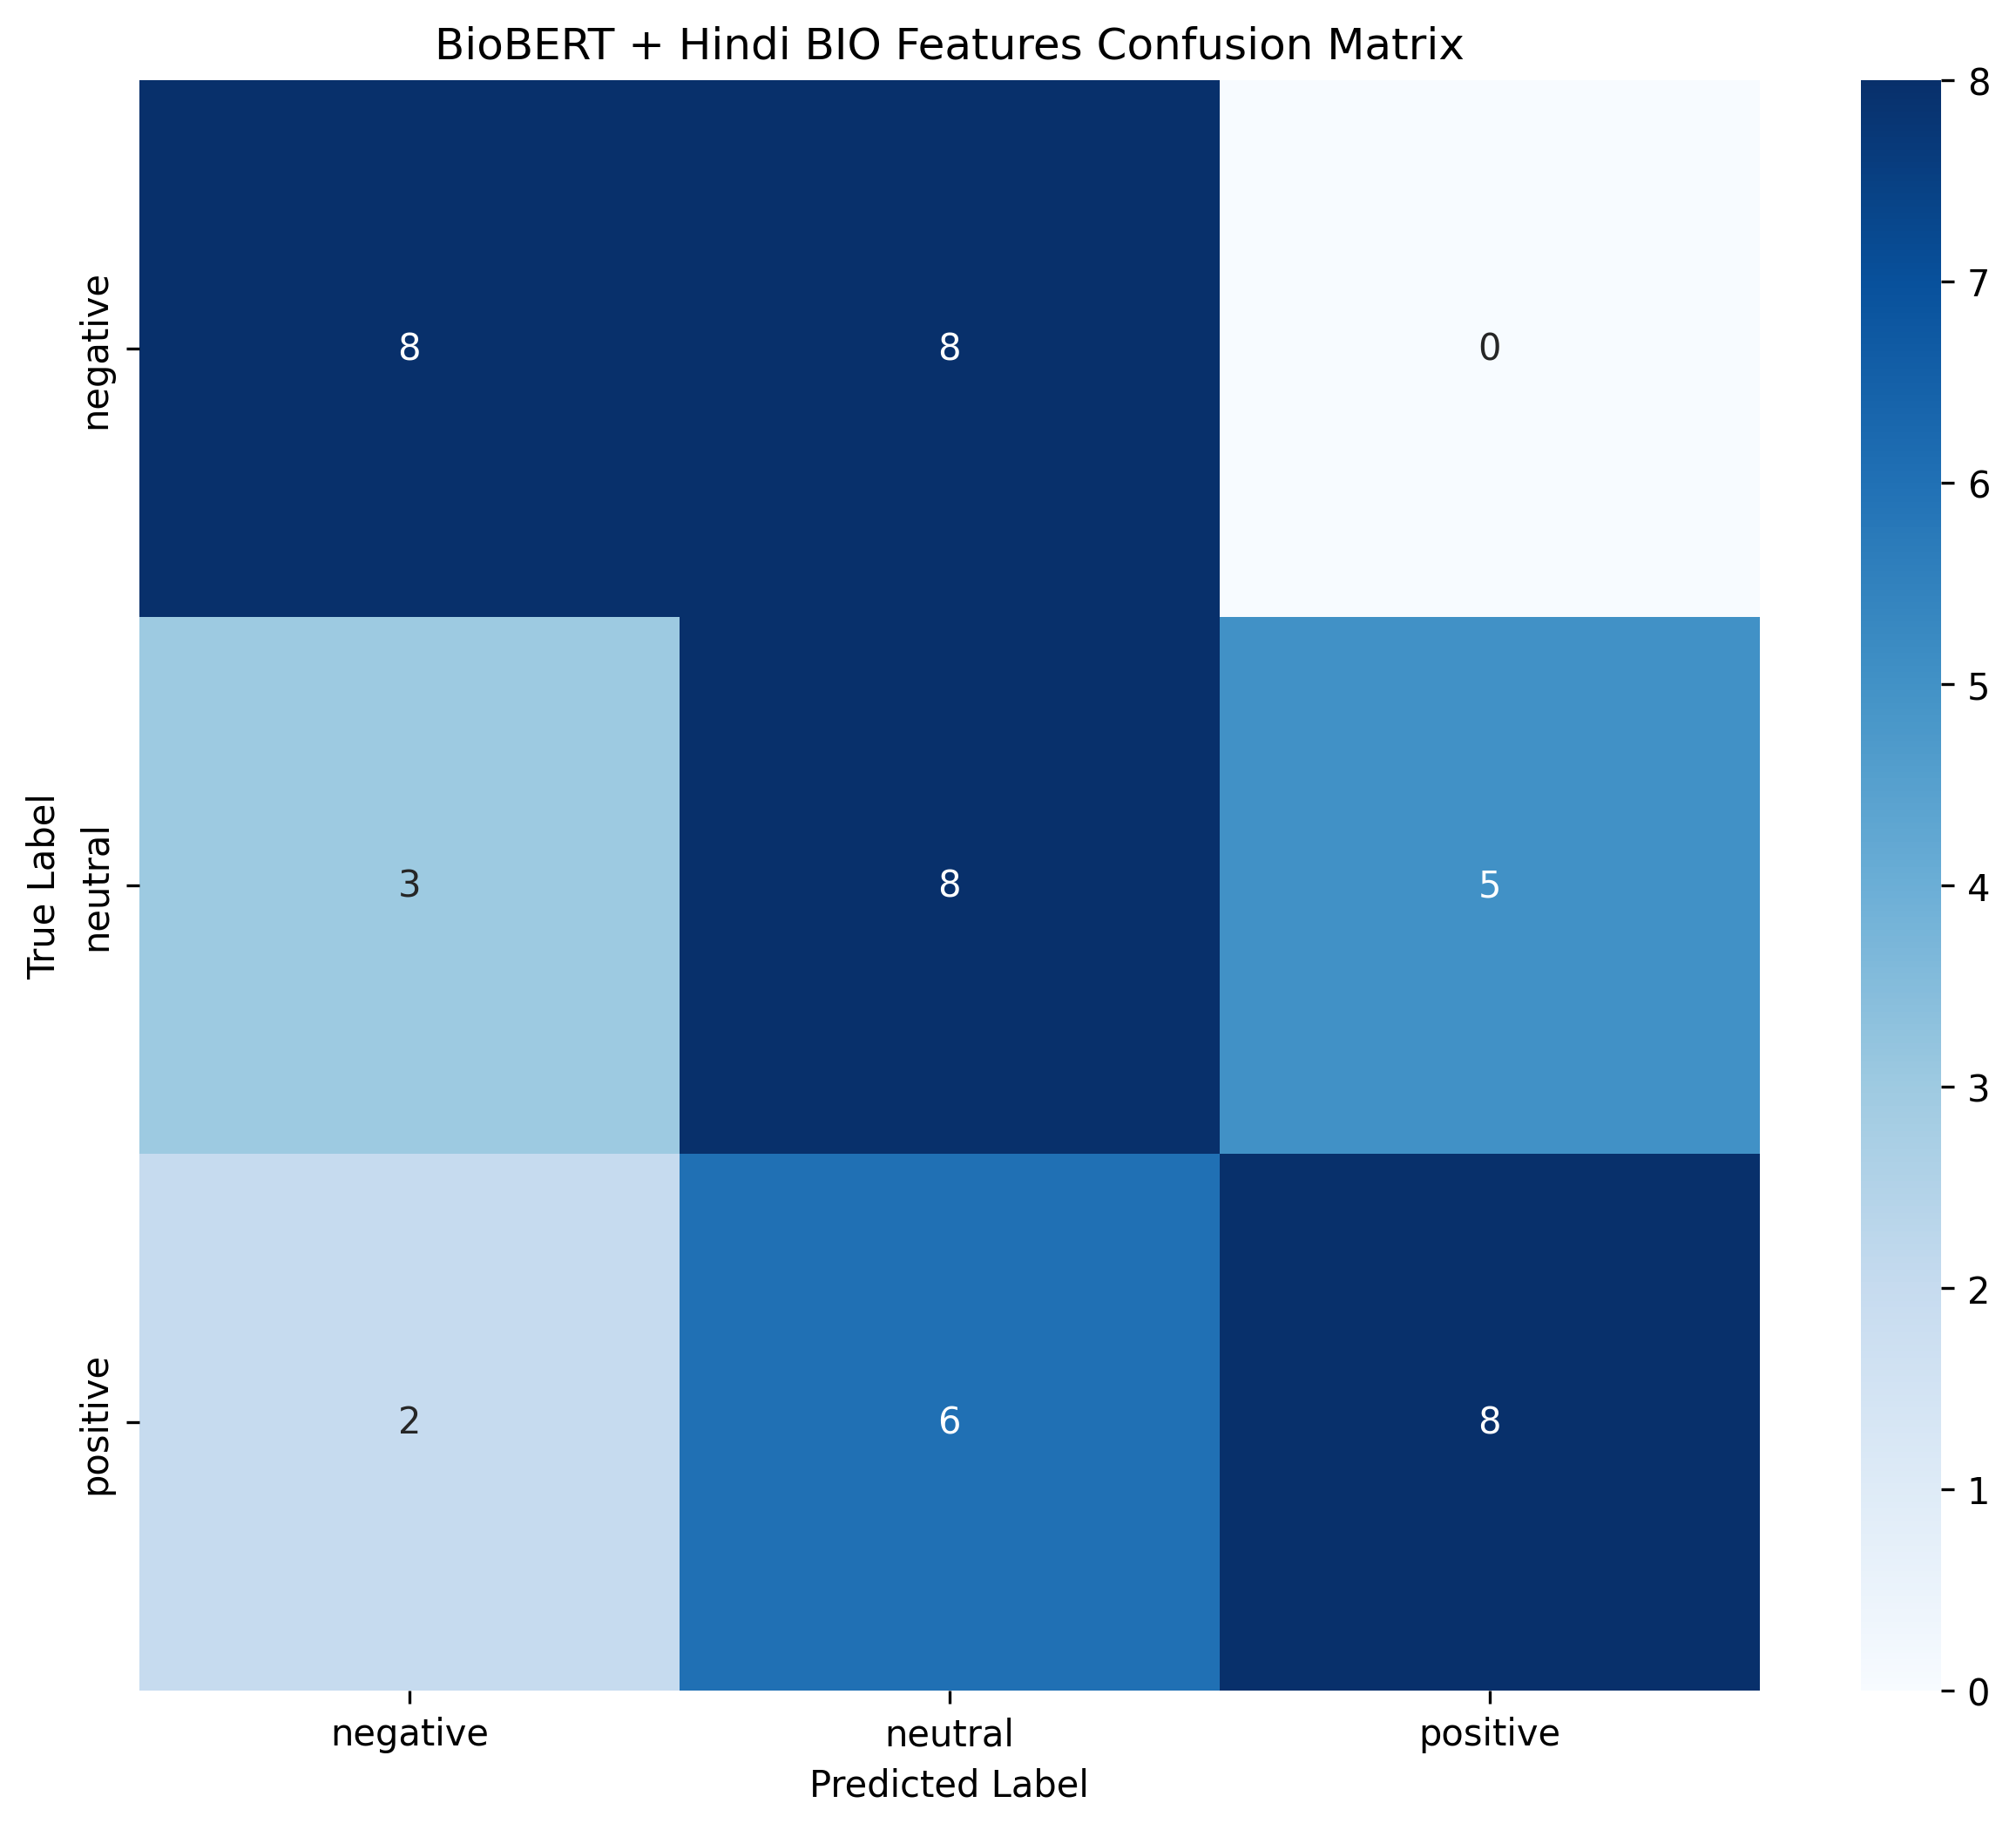 BioBERT + Hindi BIO Features Confusion Matrix
True Label
negative
8 8 0
neutral
3 8 5
positive
2 6 8
negative neutral positive
Predicted Label
8
7
6
5
4
3
2
1
0